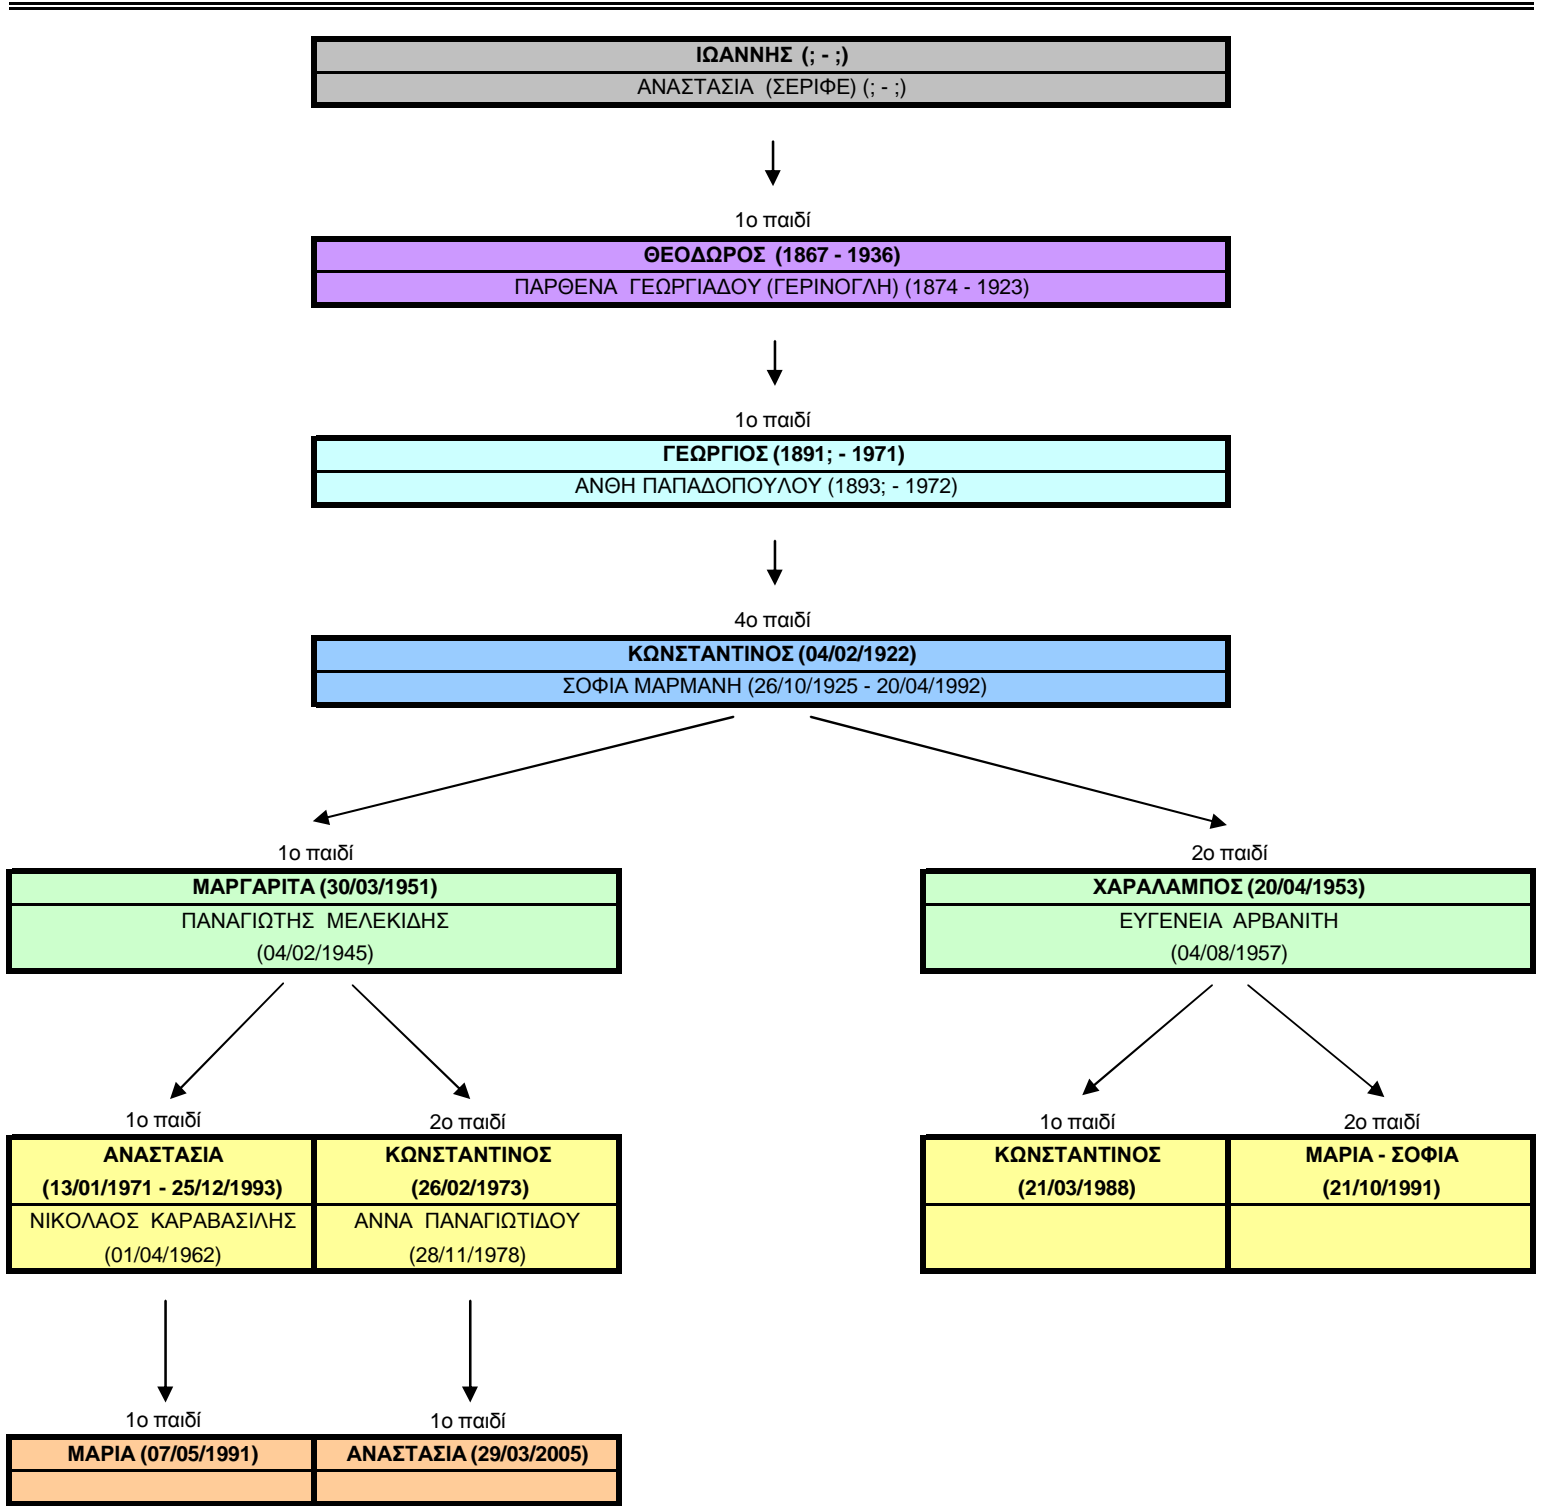 ΙΩΑΝΝΗΣ (; - ;)
ΑΝΑΣΤΑΣΙΑ (ΣΕΡΙΦΕ) (; - ;)
1ο παιδί
ΘΕΟΔΩΡΟΣ (1867 - 1936)
ΠΑΡΘΕΝΑ ΓΕΩΡΓΙΑΔΟΥ (ΓΕΡΙΝΟΓΛΗ) (1874 - 1923)
1ο παιδί
ΓΕΩΡΓΙΟΣ (1891; - 1971)
ΑΝΘΗ ΠΑΠΑΔΟΠΟΥΛΟΥ (1893; - 1972)
4ο παιδί
ΚΩΝΣΤΑΝΤΙΝΟΣ (04/02/1922)
ΣΟΦΙΑ ΜΑΡΜΑΝΗ (26/10/1925 - 20/04/1992)
1ο παιδί
ΜΑΡΓΑΡΙΤΑ (30/03/1951)
ΠΑΝΑΓΙΩΤΗΣ ΜΕΛΕΚΙΔΗΣ
(04/02/1945)
2ο παιδί
ΧΑΡΑΛΑΜΠΟΣ (20/04/1953)
ΕΥΓΕΝΕΙΑ ΑΡΒΑΝΙΤΗ
(04/08/1957)
1ο παιδί
ΑΝΑΣΤΑΣΙΑ
(13/01/1971 - 25/12/1993)
ΝΙΚΟΛΑΟΣ ΚΑΡΑΒΑΣΙΛΗΣ
(01/04/1962)
2ο παιδί
ΚΩΝΣΤΑΝΤΙΝΟΣ
(26/02/1973)
ΑΝΝΑ ΠΑΝΑΓΙΩΤΙΔΟΥ
(28/11/1978)
1ο παιδί
ΚΩΝΣΤΑΝΤΙΝΟΣ
(21/03/1988)
2ο παιδί
ΜΑΡΙΑ - ΣΟΦΙΑ
(21/10/1991)
1ο παιδί
ΜΑΡΙΑ (07/05/1991)
1ο παιδί
ΑΝΑΣΤΑΣΙΑ (29/03/2005)